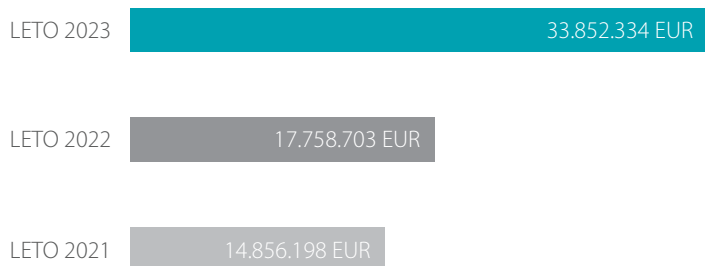 LETO 2023 33.852.334 EUR
LETO 2022 17.758.703 EUR
LETO 2021 14.856.198 EUR